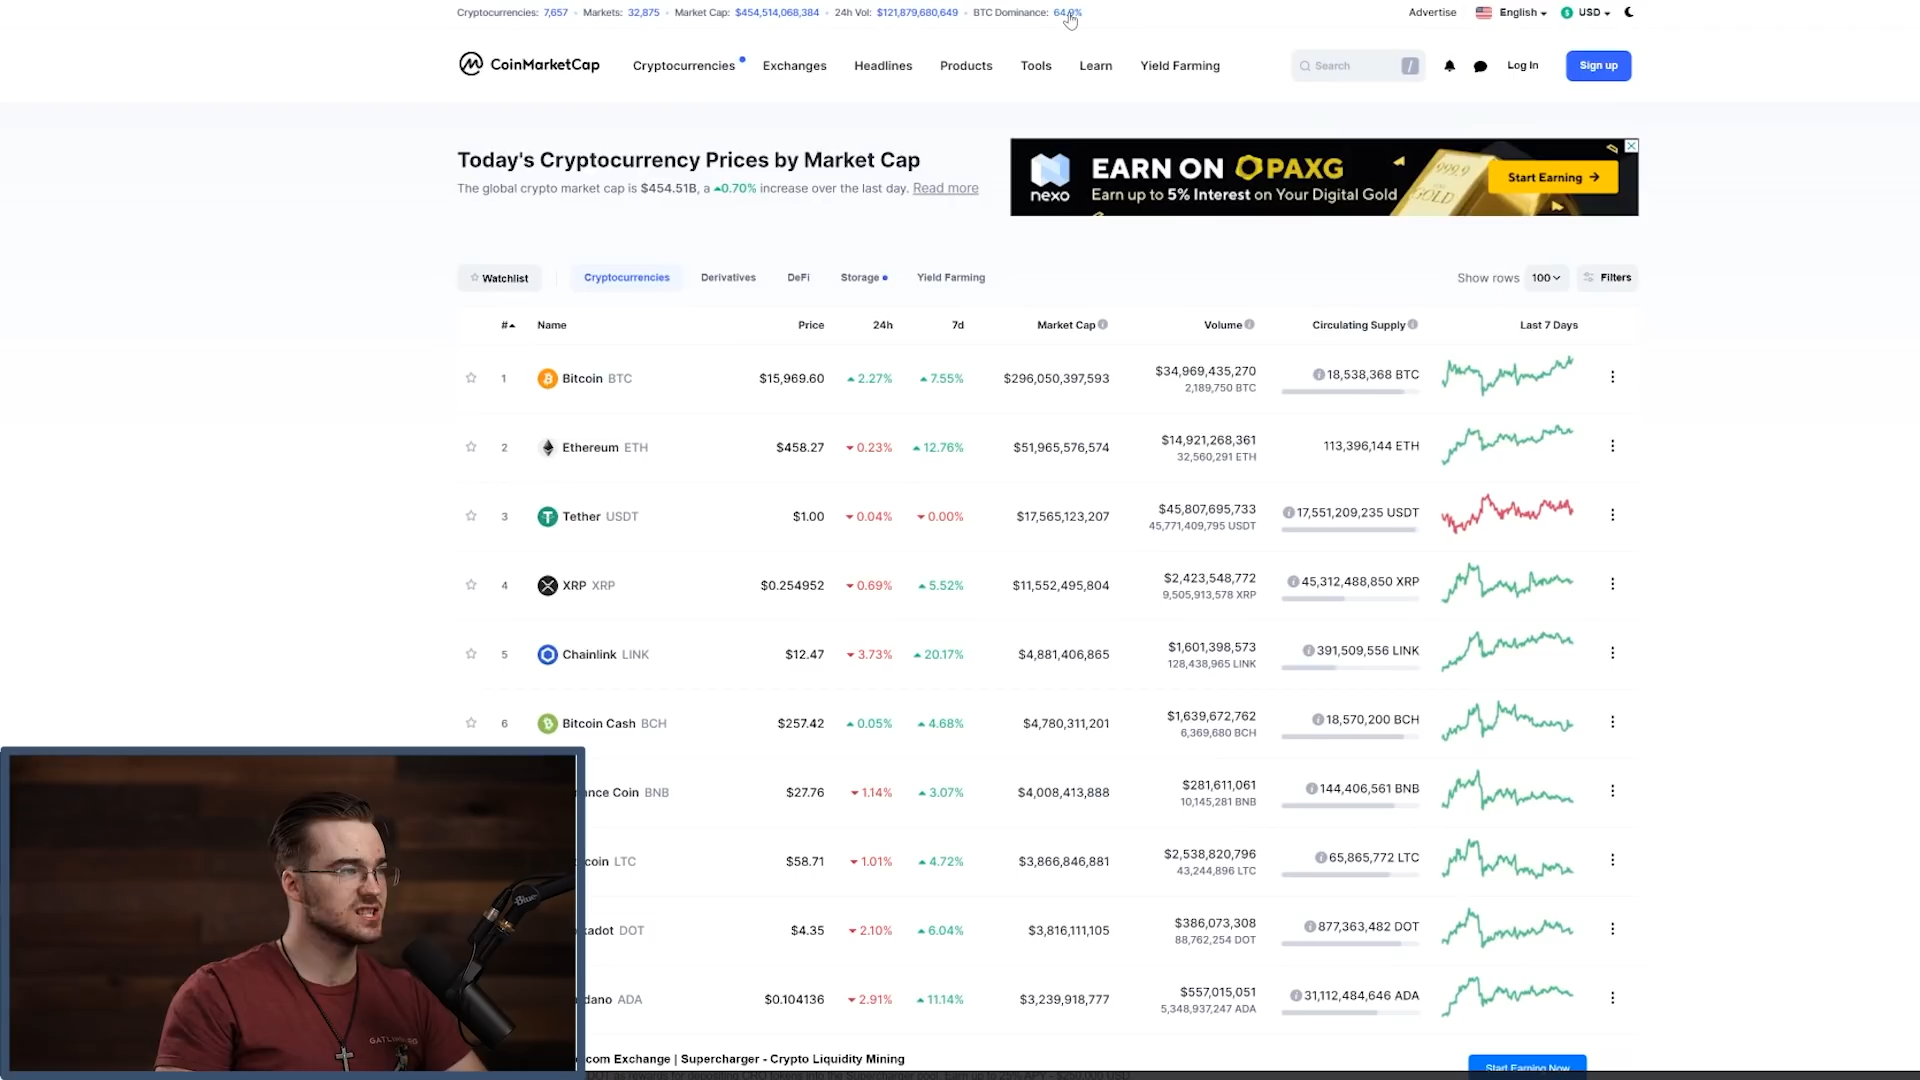 Cryptocurrencies: 7,657 • Markets: 32,875 • Market Cap: $454,514,068,384 • 24h Vol: $121,879,680,649 • BTC Dominance: 64.9%
Advertise English USD
CoinMarketCap Cryptocurrencies Exchanges Headlines Products Tools Learn Yield Farming Search / Log In Sign up
Today's Cryptocurrency Prices by Market Cap
The global crypto market cap is $454.51B, a 0.70% increase over the last day. Read more
nexo
EARN ON PAXG
Earn up to 5% Interest on Your Digital Gold
999.9
GOLD
Start Earning →
Watchlist Cryptocurrencies Derivatives DeFi Storage Yield Farming Show rows 100 Filters
# Name Price 24h 7d Market Cap Volume Circulating Supply Last 7 Days
1 Bitcoin BTC $15,969.60 2.27% 7.55% $296,050,397,593 $34,969,435,270 18,538,368 BTC
2,189,750 BTC
2 Ethereum ETH $458.27 0.23% 12.76% $51,965,576,574 $14,921,268,361 113,396,144 ETH
32,560,291 ETH
3 Tether USDT $1.00 0.04% 0.00% $17,565,123,207 $45,807,695,733 17,551,209,235 USDT
45,771,409,795 USDT
4 XRP XRP $0.254952 0.69% 5.52% $11,552,495,804 $2,423,548,772 45,312,488,850 XRP
9,505,913,578 XRP
5 Chainlink LINK $12.47 3.73% 20.17% $4,881,406,865 $1,601,398,573 391,509,556 LINK
128,438,965 LINK
6 Bitcoin Cash BCH $257.42 0.05% 4.68% $4,780,311,201 $1,639,672,762 18,570,200 BCH
6,369,680 BCH
nce Coin BNB $27.76 1.14% 3.07% $4,008,413,888 $281,611,061 144,406,561 BNB
10,145,281 BNB
coin LTC $58.71 1.01% 4.72% $3,866,846,881 $2,538,820,796 65,865,772 LTC
43,244,896 LTC
kadot DOT $4.35 2.10% 6.04% $3,816,111,105 $386,073,308 877,363,482 DOT
88,762,254 DOT
dano ADA $0.104136 2.91% 11.14% $3,239,918,777 $557,015,051 31,112,484,646 ADA
5,348,937,247 ADA
com Exchange | Supercharger - Crypto Liquidity Mining
Start Earning Now
Blue